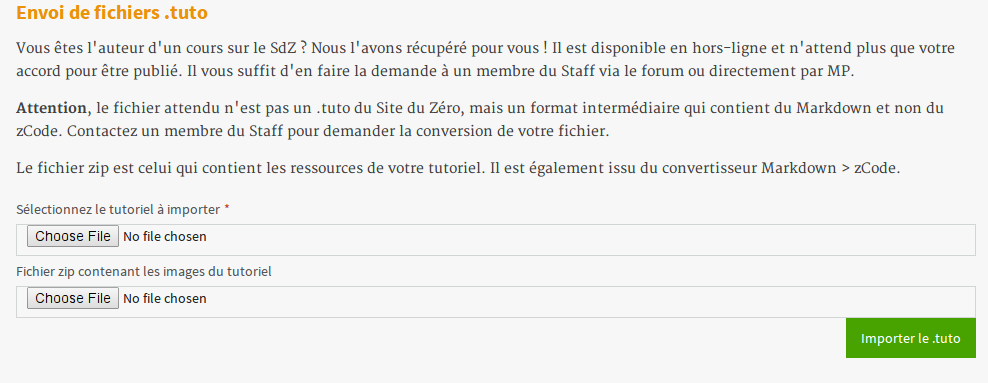 Envoi de fichiers .tuto
Vous êtes l'auteur d'un cours sur le SdZ ? Nous l'avons récupéré pour vous ! Il est disponible en hors-ligne et n'attend plus que votre
accord pour être publié. Il vous suffit d'en faire la demande à un membre du Staff via le forum ou directement par MP.
Attention, le fichier attendu n'est pas un .tuto du Site du Zéro, mais un format intermédiaire qui contient du Markdown et non du
zCode. Contactez un membre du Staff pour demander la conversion de votre fichier.
Le fichier zip est celui qui contient les ressources de votre tutoriel. Il est également issu du convertisseur Markdown > zCode.
Sélectionnez le tutoriel à importer *
Choose File No file chosen
Fichier zip contenant les images du tutoriel
Choose File No file chosen
Importer le .tuto